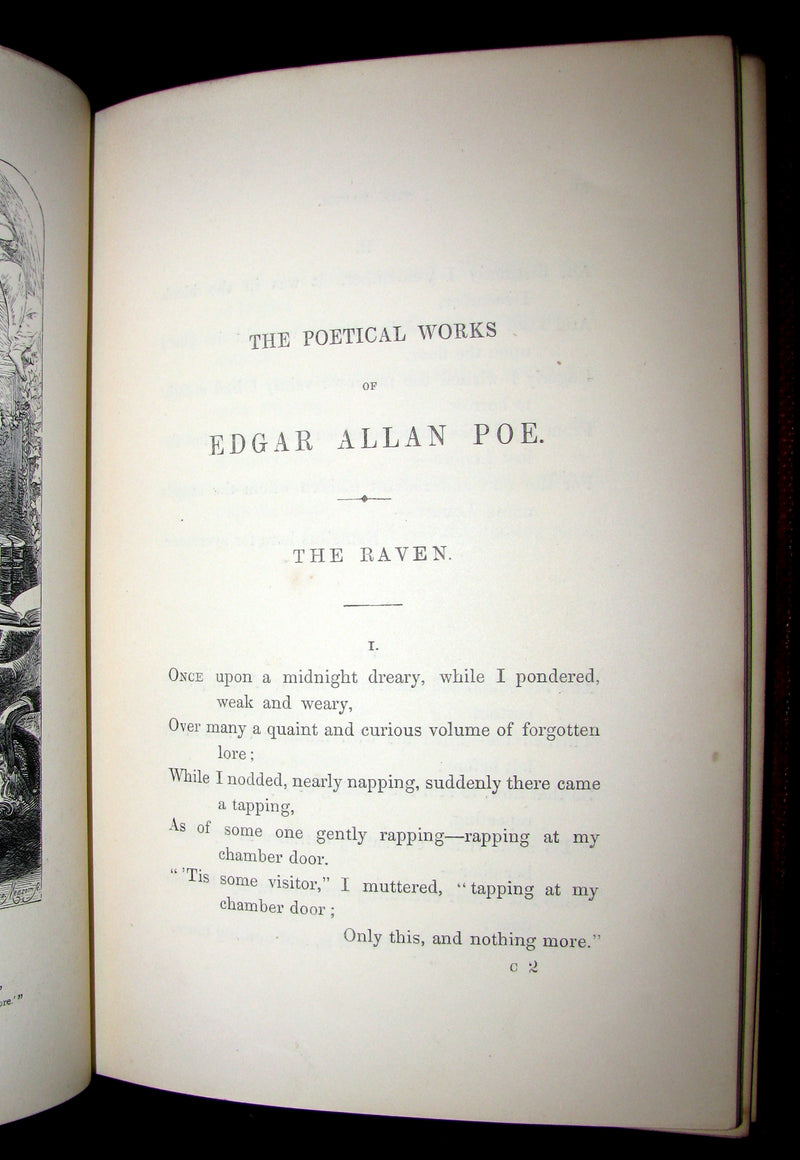 THE POETICAL WORKS
OF
EDGAR ALLAN POE.
THE RAVEN.
I.
ONCE upon a midnight dreary, while I pondered,
weak and weary,
Over many a quaint and curious volume of forgotten
lore ;
While I nodded, nearly napping, suddenly there came
a tapping,
As of some one gently rapping—rapping at my
chamber door.
“ 'Tis some visitor,” I muttered, “tapping at my
chamber door ;
Only this, and nothing more.”
C 2